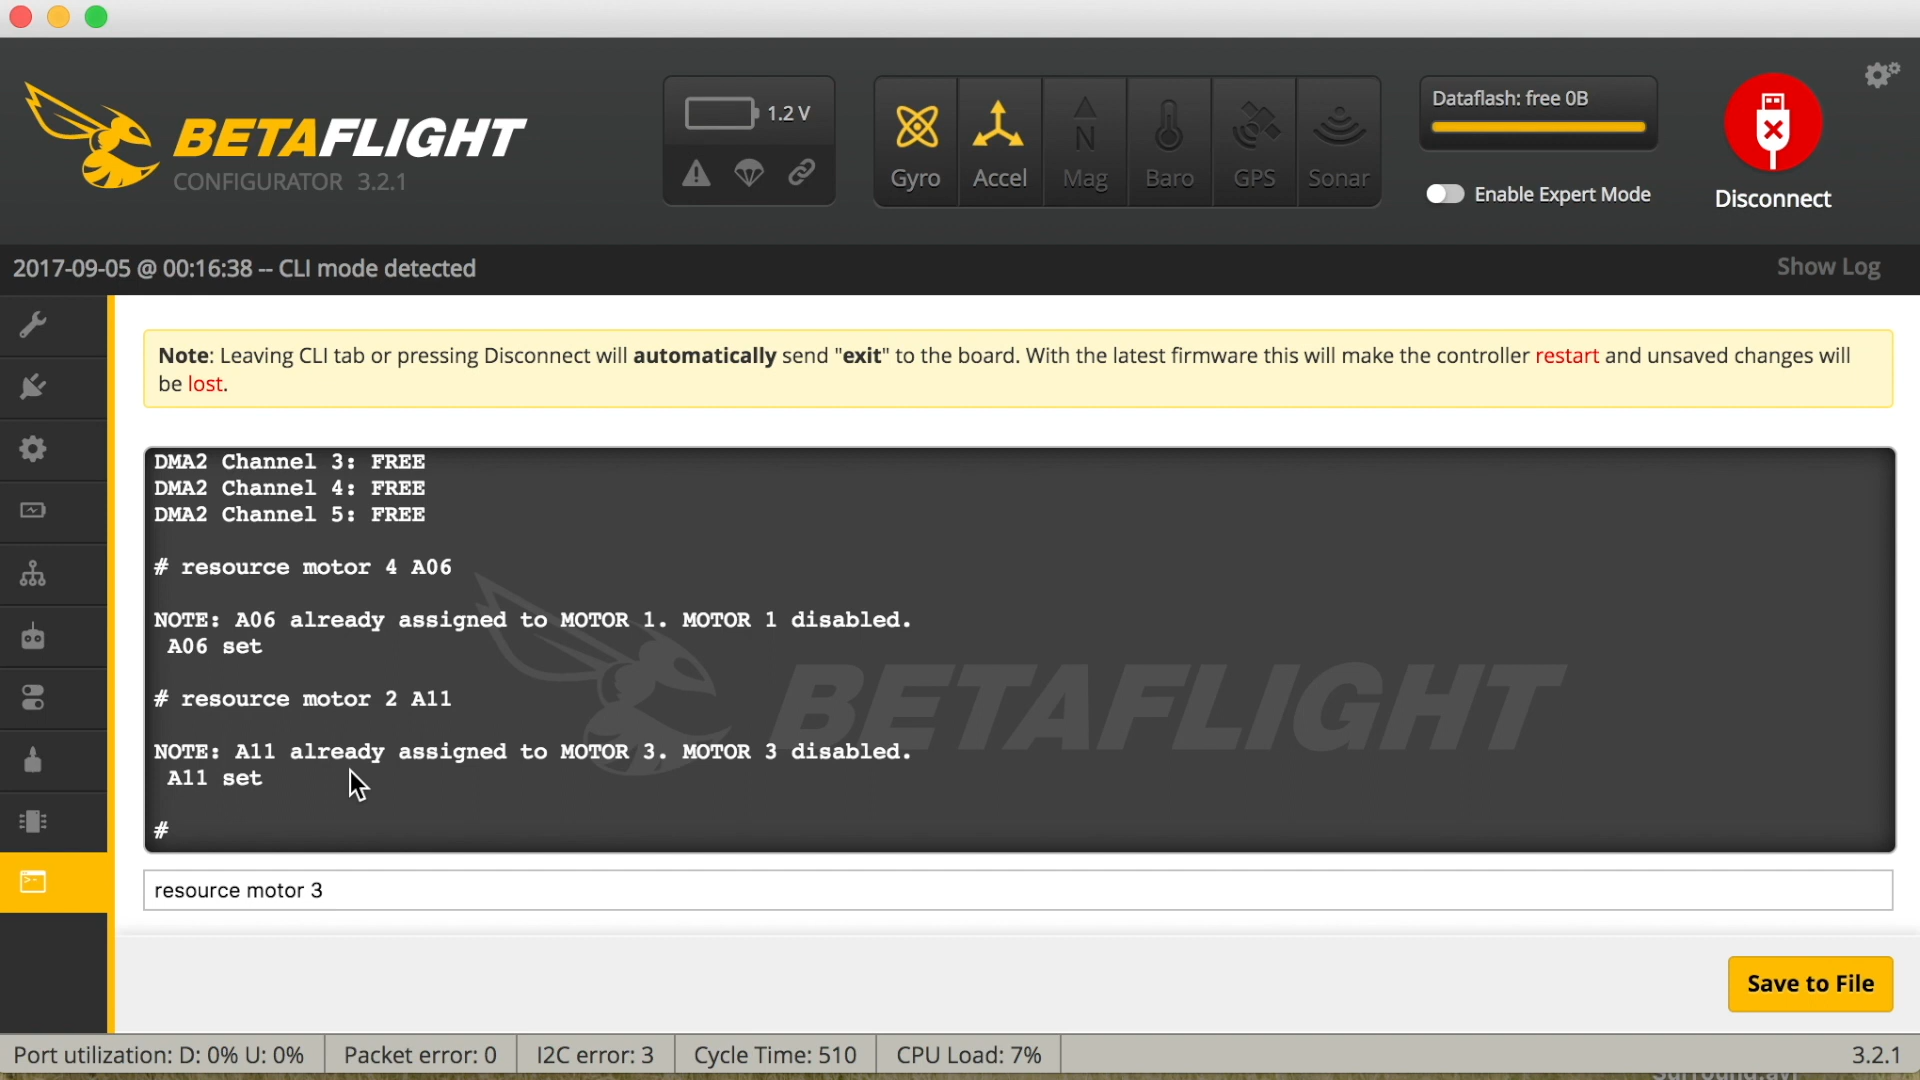 BETAFLIGHT
CONFIGURATOR 3.2.1
1.2 V
Gyro
Accel
Mag
Baro
GPS
Sonar
Dataflash: free 0B
Enable Expert Mode
Disconnect
2017-09-05 @ 00:16:38 -- CLI mode detected
Show Log
Note: Leaving CLI tab or pressing Disconnect will automatically send "exit" to the board. With the latest firmware this will make the controller restart and unsaved changes will
be lost.
DMA2 Channel 3: FREE
DMA2 Channel 4: FREE
DMA2 Channel 5: FREE
# resource motor 4 A06
NOTE: A06 already assigned to MOTOR 1. MOTOR 1 disabled.
A06 set
# resource motor 2 A11
NOTE: A11 already assigned to MOTOR 3. MOTOR 3 disabled.
A11 set
#
BETAFLIGHT
resource motor 3
Save to File
Port utilization: D: 0% U: 0%
Packet error: 0
I2C error: 3
Cycle Time: 510
CPU Load: 7%
3.2.1